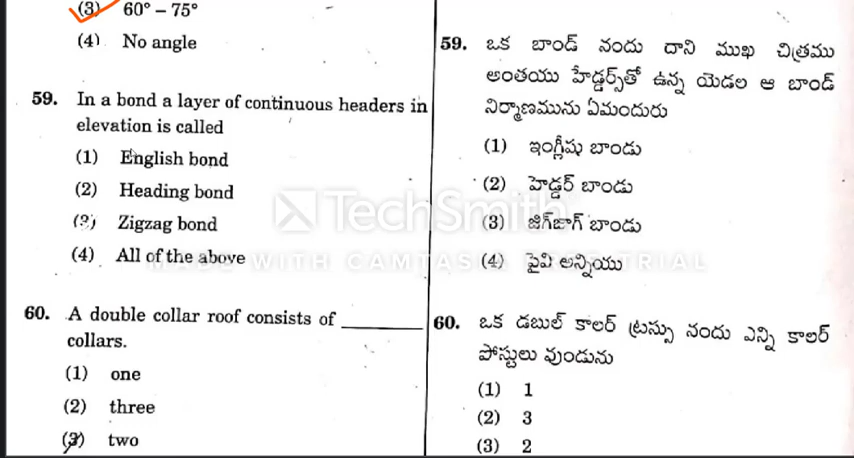 (3) 60° – 75°
(4) No angle
59. In a bond a layer of continuous headers in
elevation is called
(1) English bond
(2) Heading bond
(3) Zigzag bond
(4) All of the above
60. A double collar roof consists of ________
collars.
(1) one
(2) three
(3) two
59. ఒక బాండ్ నందు దాని ముఖ చిత్రము
అంతయు హేడ్డర్స్‌తో ఉన్న యెడల ఆ బాండ్
నిర్మాణమును ఏమందురు
(1) ఇంగ్లీషు బాండు
(2) హెడ్డర్ బాండు
(3) జిగ్‌జాగ్ బాండు
(4) పైవి అన్నియు
60. ఒక డబుల్ కాలర్ ట్రస్సు నందు ఎన్ని కాలర్
పోస్టులు వుండును
(1) 1
(2) 3
(3) 2
TechSmith
MADE WITH CAMTASIA FREE TRIAL